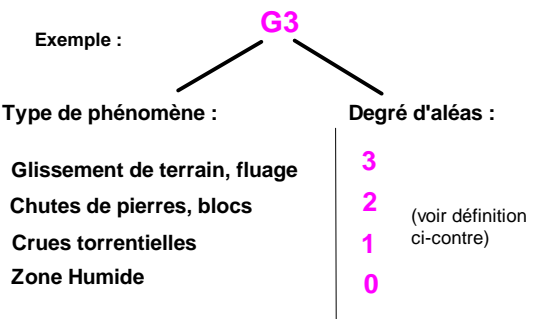 G3
Exemple :
Type de phénomène :
Degré d'aléas :
Glissement de terrain, fluage
3
Chutes de pierres, blocs
2
(voir définition
ci-contre)
Crues torrentielles
1
Zone Humide
0